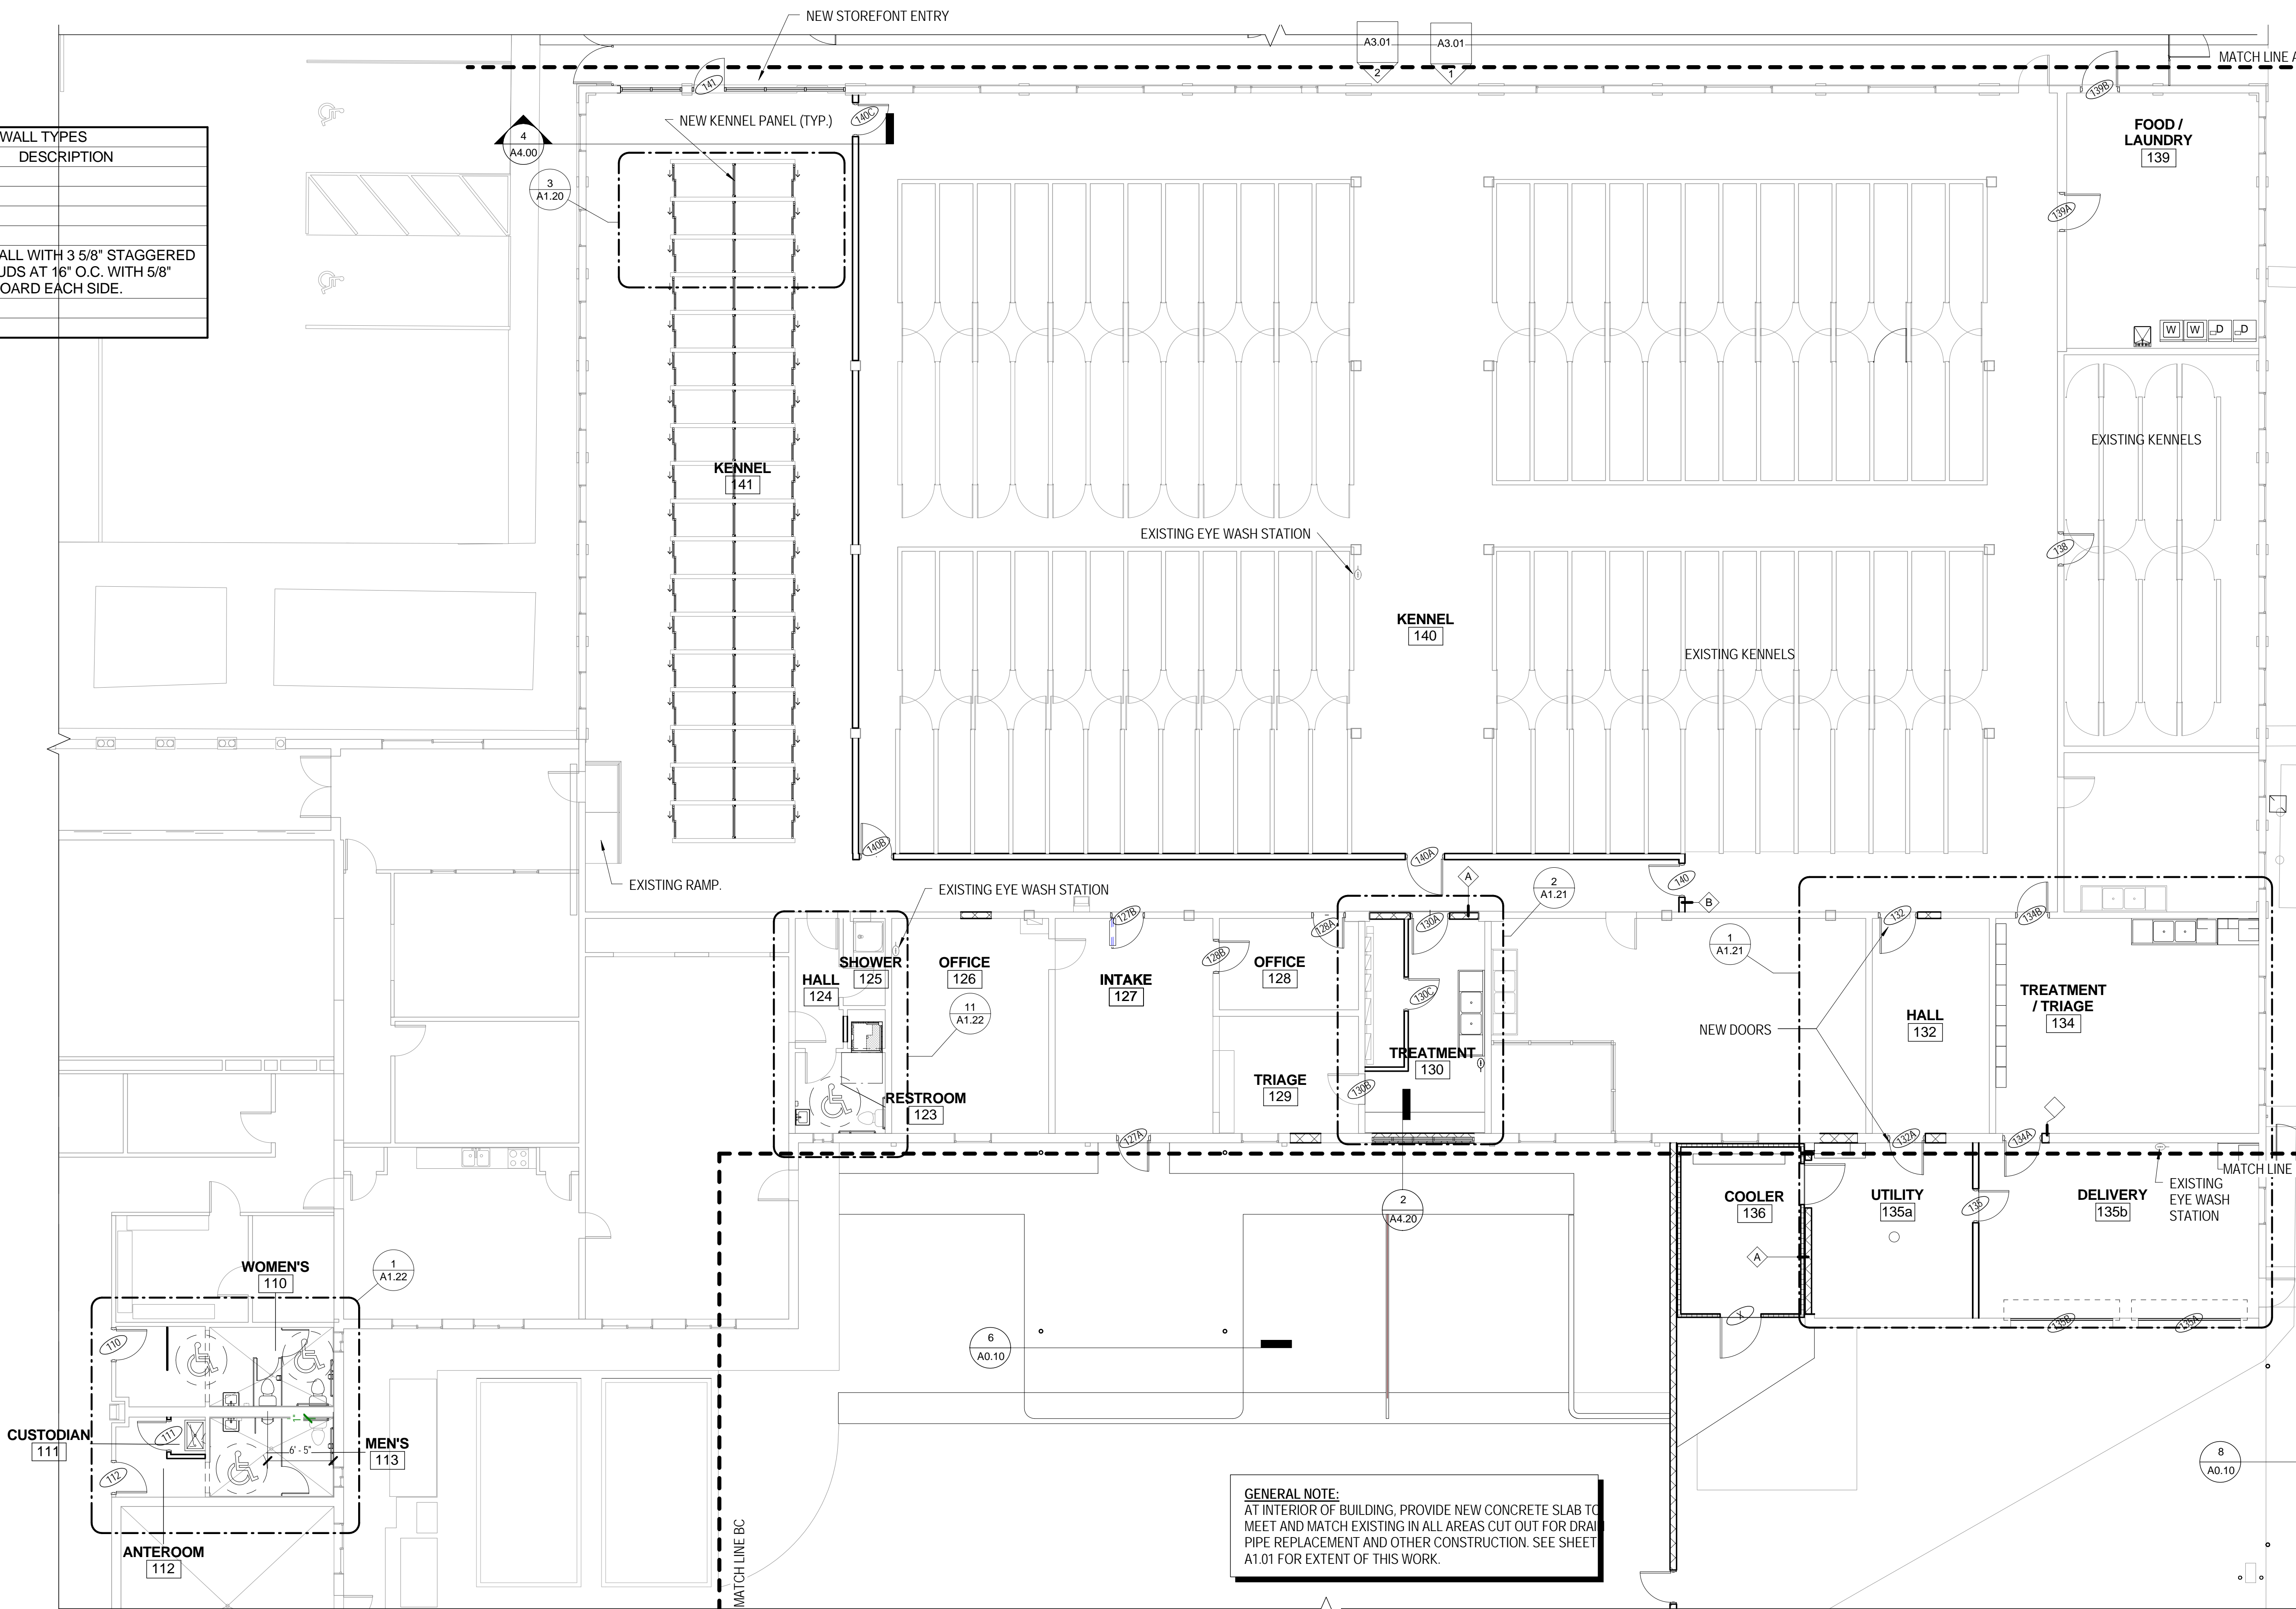 NEW STOREFONT ENTRY
A3.01
A3.01
2
1
MATCH LINE A
141
139B
140C
NEW KENNEL PANEL (TYP.)
4
A4.00
WALL TYPES
DESCRIPTION
ALL WITH 3 5/8" STAGGERED
UDS AT 16" O.C. WITH 5/8"
OARD EACH SIDE.
FOOD /
LAUNDRY
139
3
A1.20
139A
W
W
D
D
EXISTING KENNELS
KENNEL
141
EXISTING EYE WASH STATION
138
KENNEL
140
EXISTING KENNELS
140B
140A
EXISTING RAMP.
EXISTING EYE WASH STATION
A
2
A1.21
140
B
127B
128A
130A
132
134B
1
A1.21
128B
SHOWER
125
HALL
124
OFFICE
126
INTAKE
127
OFFICE
128
130C
TREATMENT
/ TRIAGE
134
11
A1.22
HALL
132
NEW DOORS
TREATMENT
130
TRIAGE
129
130B
RESTROOM
123
127A
132A
134A
MATCH LINE
EXISTING
EYE WASH
STATION
COOLER
136
UTILITY
135a
135
DELIVERY
135b
2
A4.20
A
WOMEN'S
110
1
A1.22
X
135B
135A
110
6
A0.10
CUSTODIAN
111
111
6' - 5"
MEN'S
113
112
8
A0.10
GENERAL NOTE:
AT INTERIOR OF BUILDING, PROVIDE NEW CONCRETE SLAB TO
MEET AND MATCH EXISTING IN ALL AREAS CUT OUT FOR DRAIN
PIPE REPLACEMENT AND OTHER CONSTRUCTION. SEE SHEET
A1.01 FOR EXTENT OF THIS WORK.
ANTEROOM
112
MATCH LINE BC